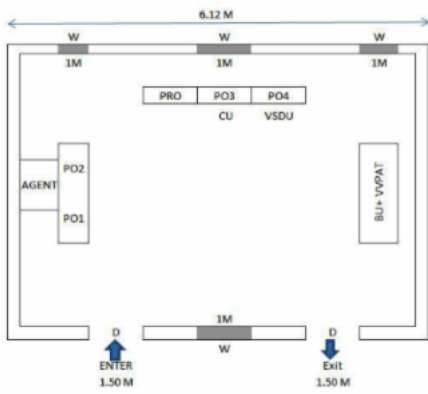 6.12 M
W W W
1M 1M 1M
PRO PO3 PO4
CU VSDU
AGENT
PO2
PO1
BU+ VVPAT
1M
D W D
ENTER Exit
1.50 M 1.50 M